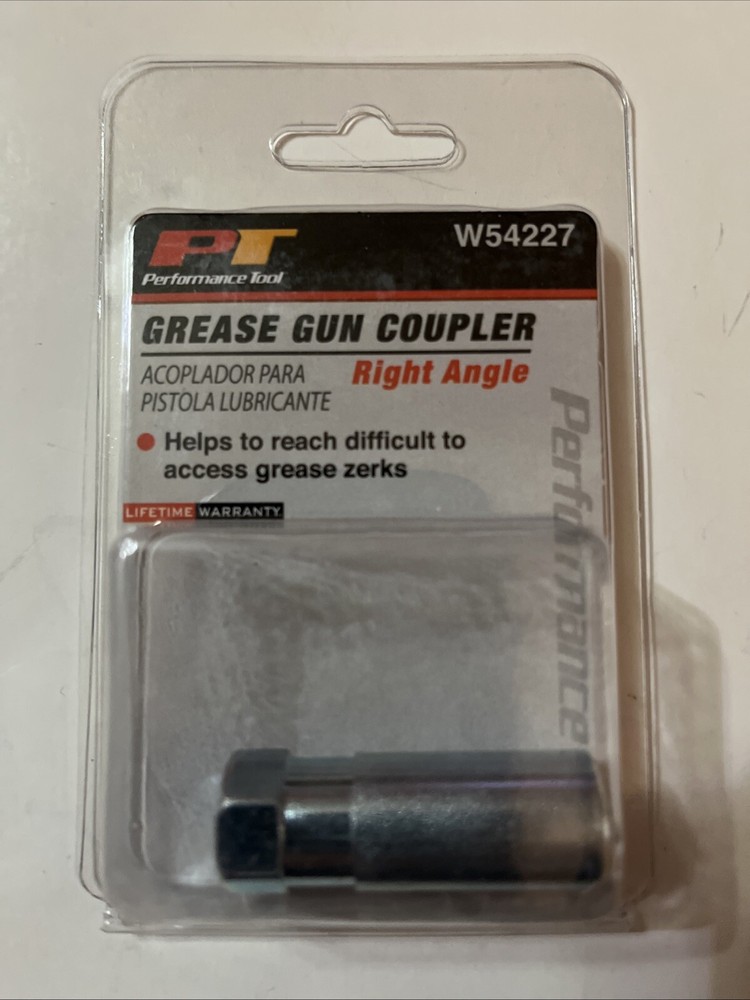 PT
Performance Tool
W54227
GREASE GUN COUPLER
ACOPLADOR PARA
PISTOLA LUBRICANTE
Right Angle
● Helps to reach difficult to
access grease zerks
LIFETIME WARRANTY
Performance